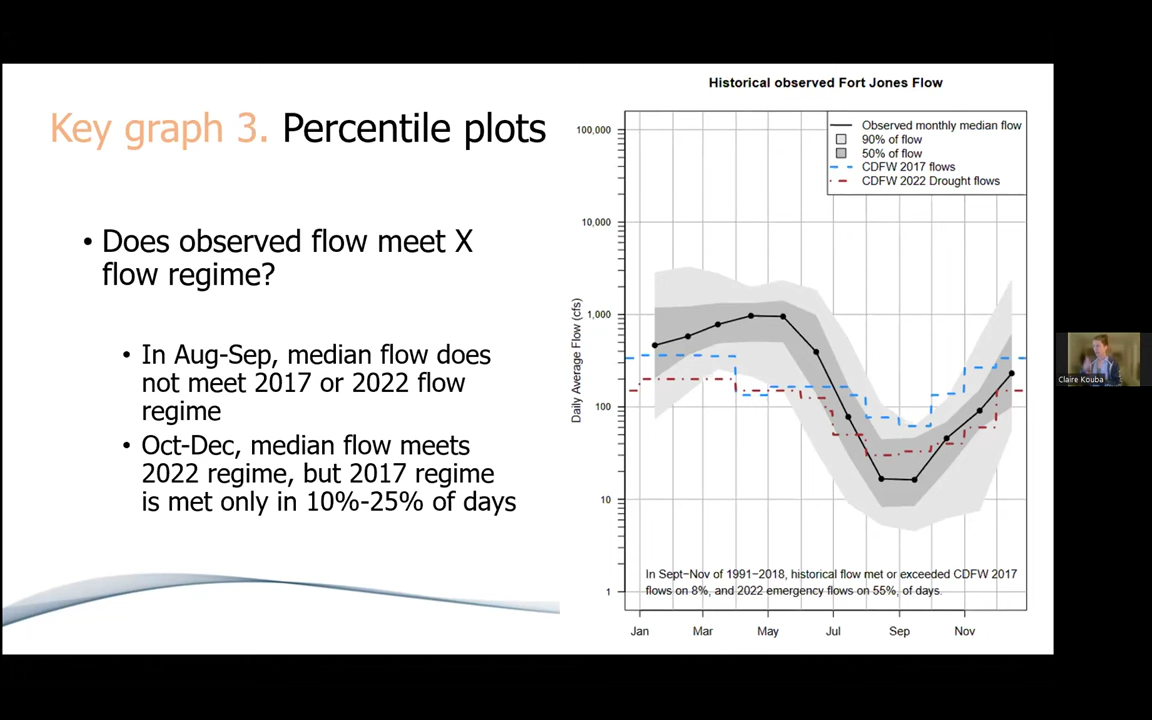 Key graph 3. Percentile plots
• Does observed flow meet X
flow regime?
• In Aug-Sep, median flow does
not meet 2017 or 2022 flow
regime
• Oct-Dec, median flow meets
2022 regime, but 2017 regime
is met only in 10%-25% of days
Historical observed Fort Jones Flow
Observed monthly median flow
90% of flow
50% of flow
CDFW 2017 flows
CDFW 2022 Drought flows
Daily Average Flow (cfs)
100,000
10,000
1,000
100
10
1
In Sept−Nov of 1991−2018, historical flow met or exceeded CDFW 2017
flows on 8%, and 2022 emergency flows on 55%, of days.
Jan Mar May Jul Sep Nov
Claire Kouba